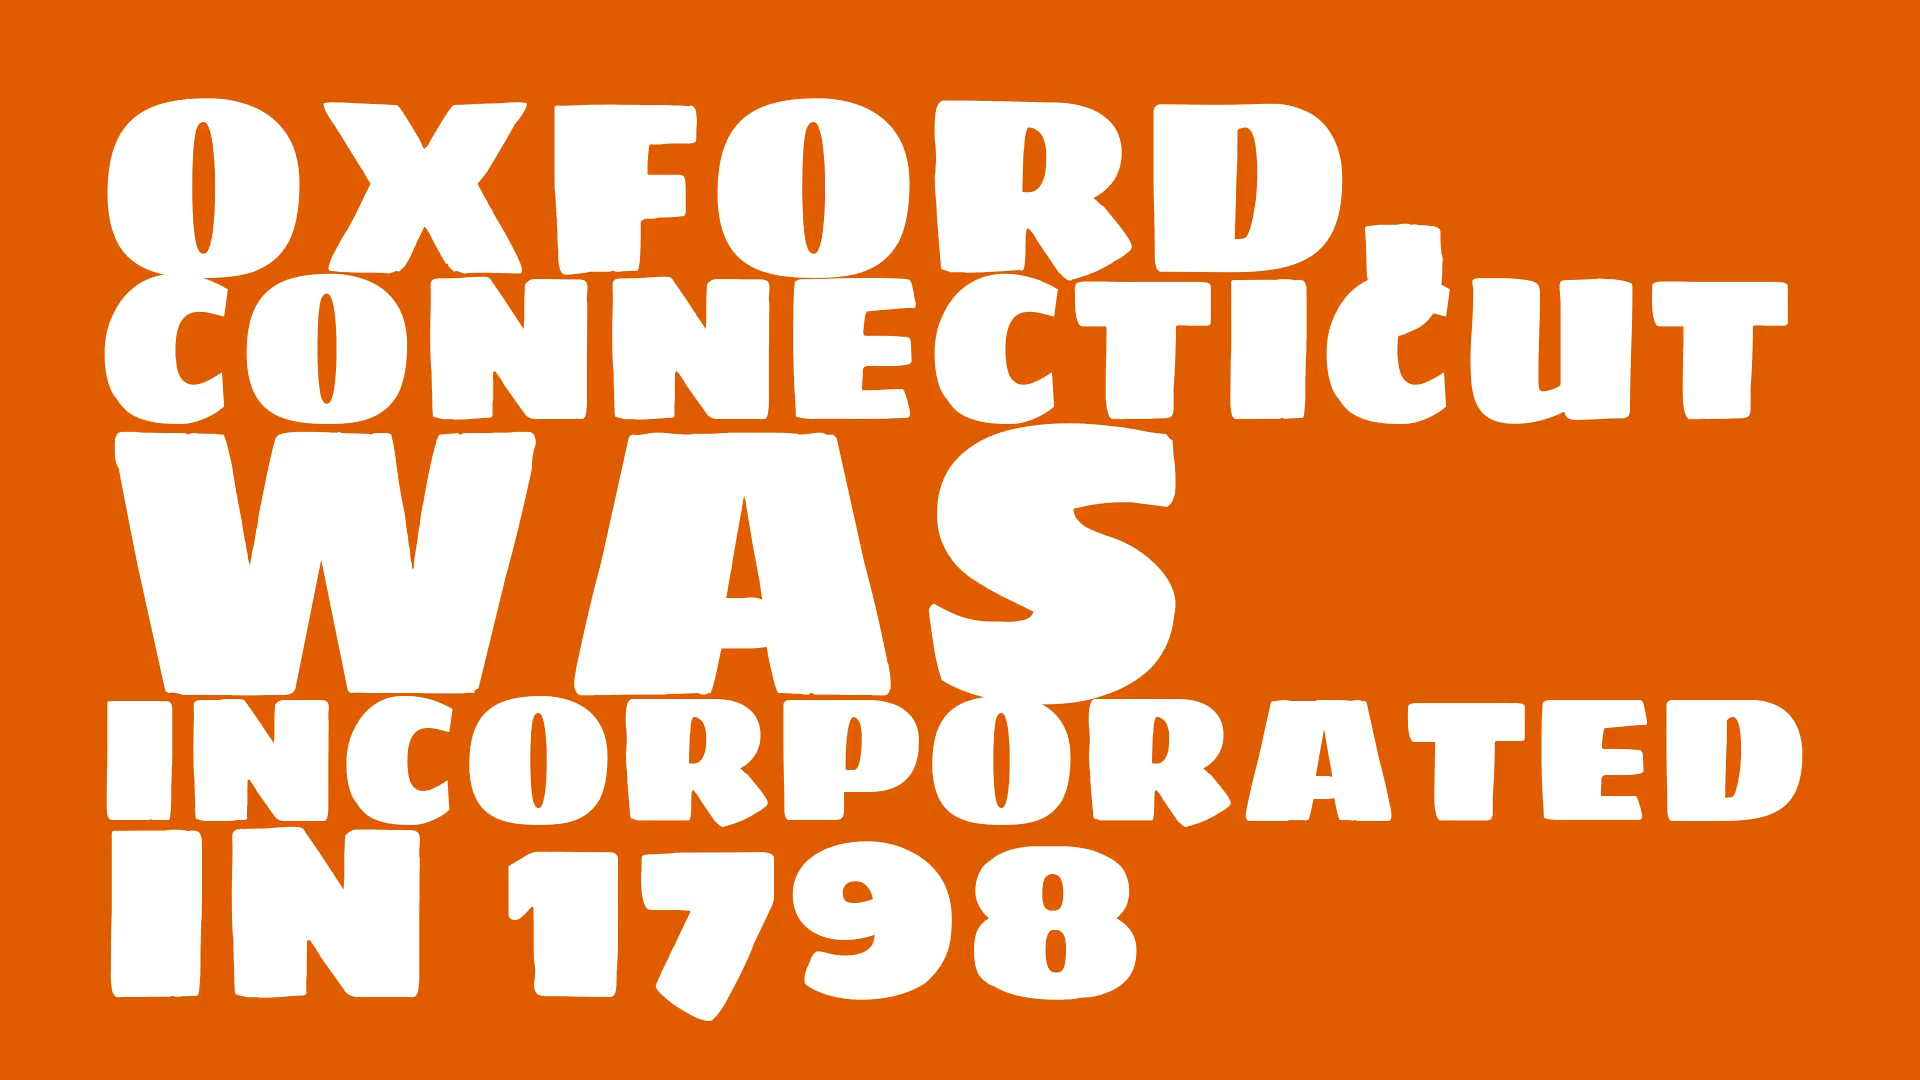 OXFORD,
CONNECTICUT
WAS
INCORPORATED
IN 1798